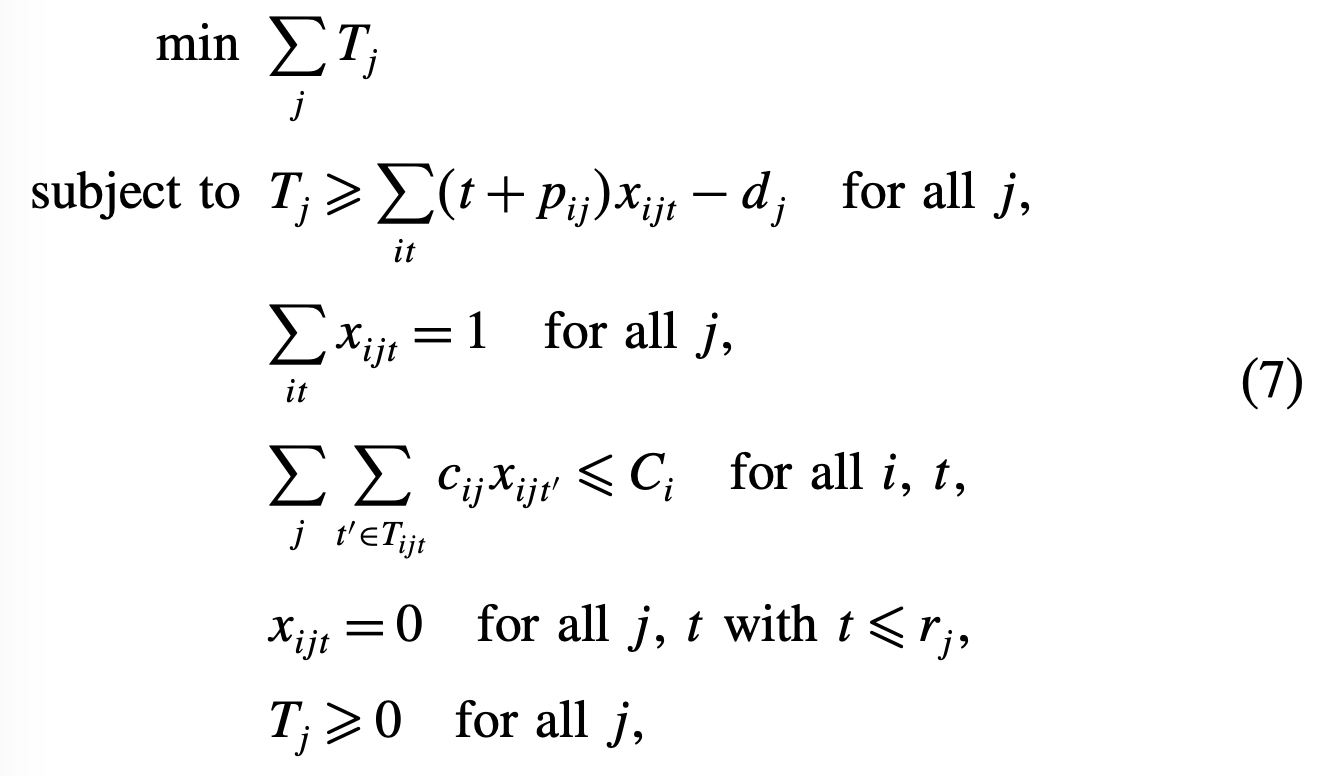 min ∑_j T_j
subject to T_j ⩾ ∑_{it} (t + p_{ij})x_{ijt} − d_j for all j,
∑_{it} x_{ijt} = 1 for all j,
(7)
∑_j ∑_{t′∈T_{ijt}} c_{ij}x_{ijt′} ⩽ C_i for all i, t,
x_{ijt} = 0 for all j, t with t ⩽ r_j,
T_j ⩾ 0 for all j,